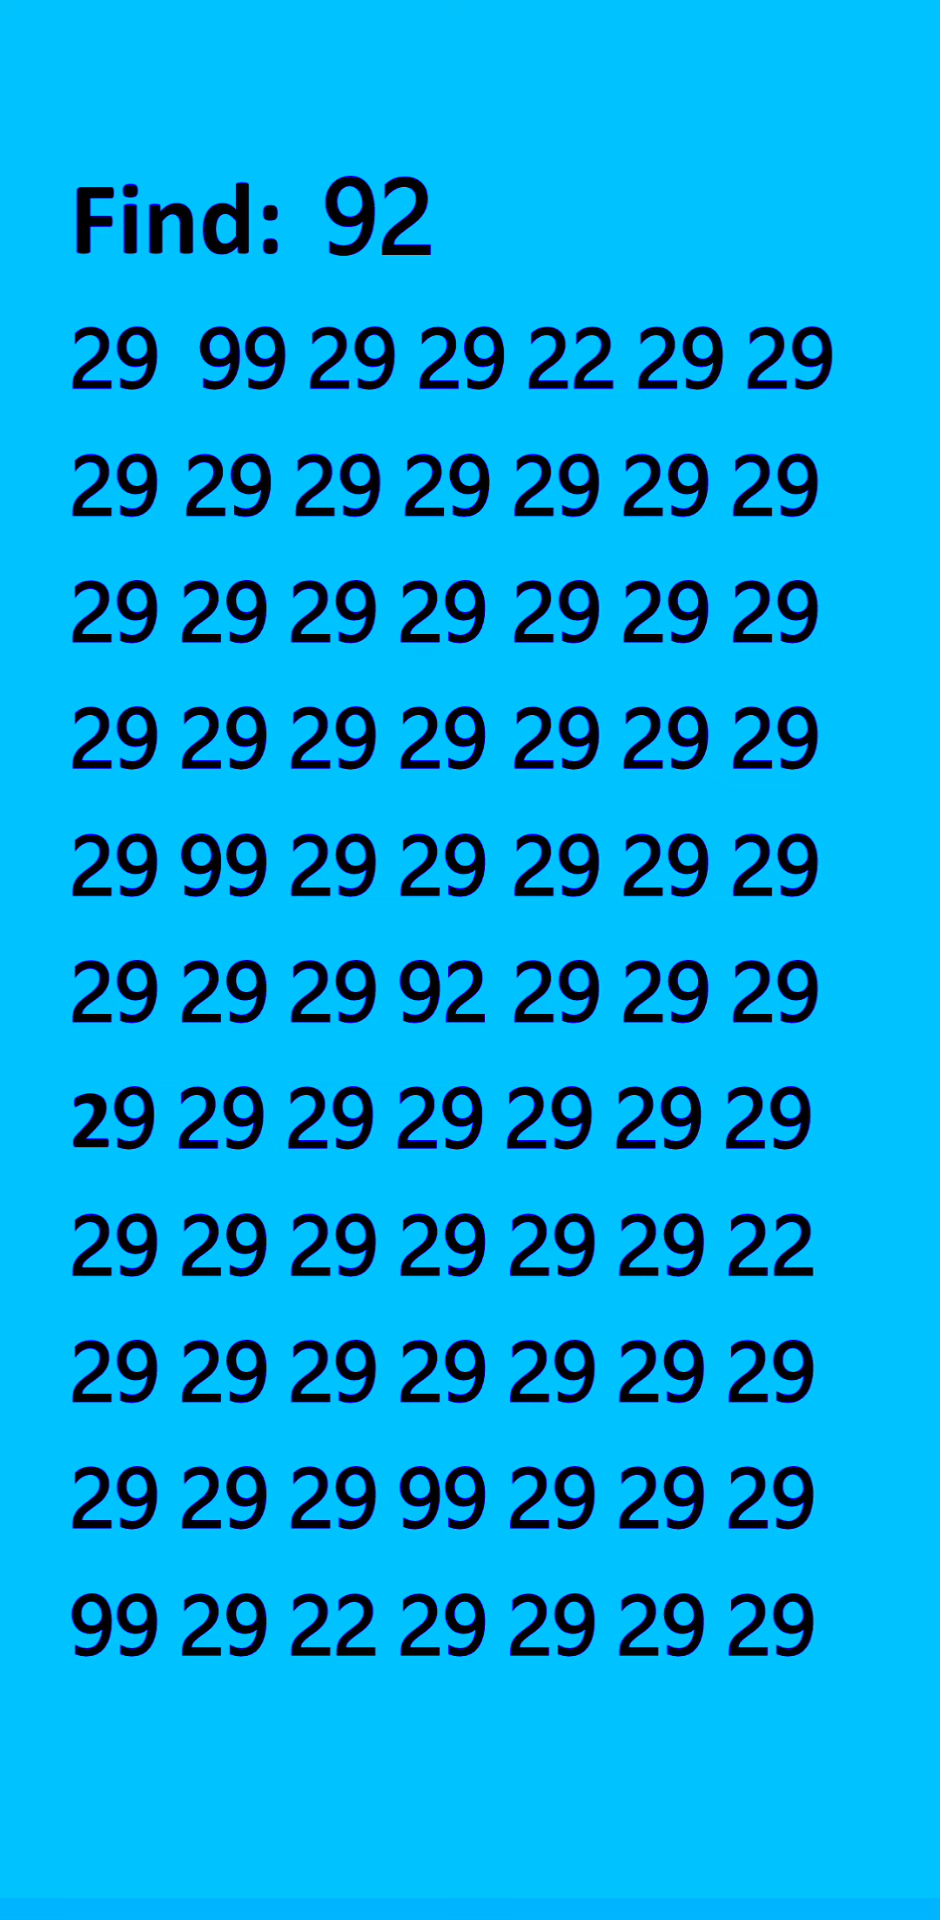 Find: 92
29 99 29 29 22 29 29
29 29 29 29 29 29 29
29 29 29 29 29 29 29
29 29 29 29 29 29 29
29 99 29 29 29 29 29
29 29 29 92 29 29 29
29 29 29 29 29 29 29
29 29 29 29 29 29 22
29 29 29 29 29 29 29
29 29 29 99 29 29 29
99 29 22 29 29 29 29